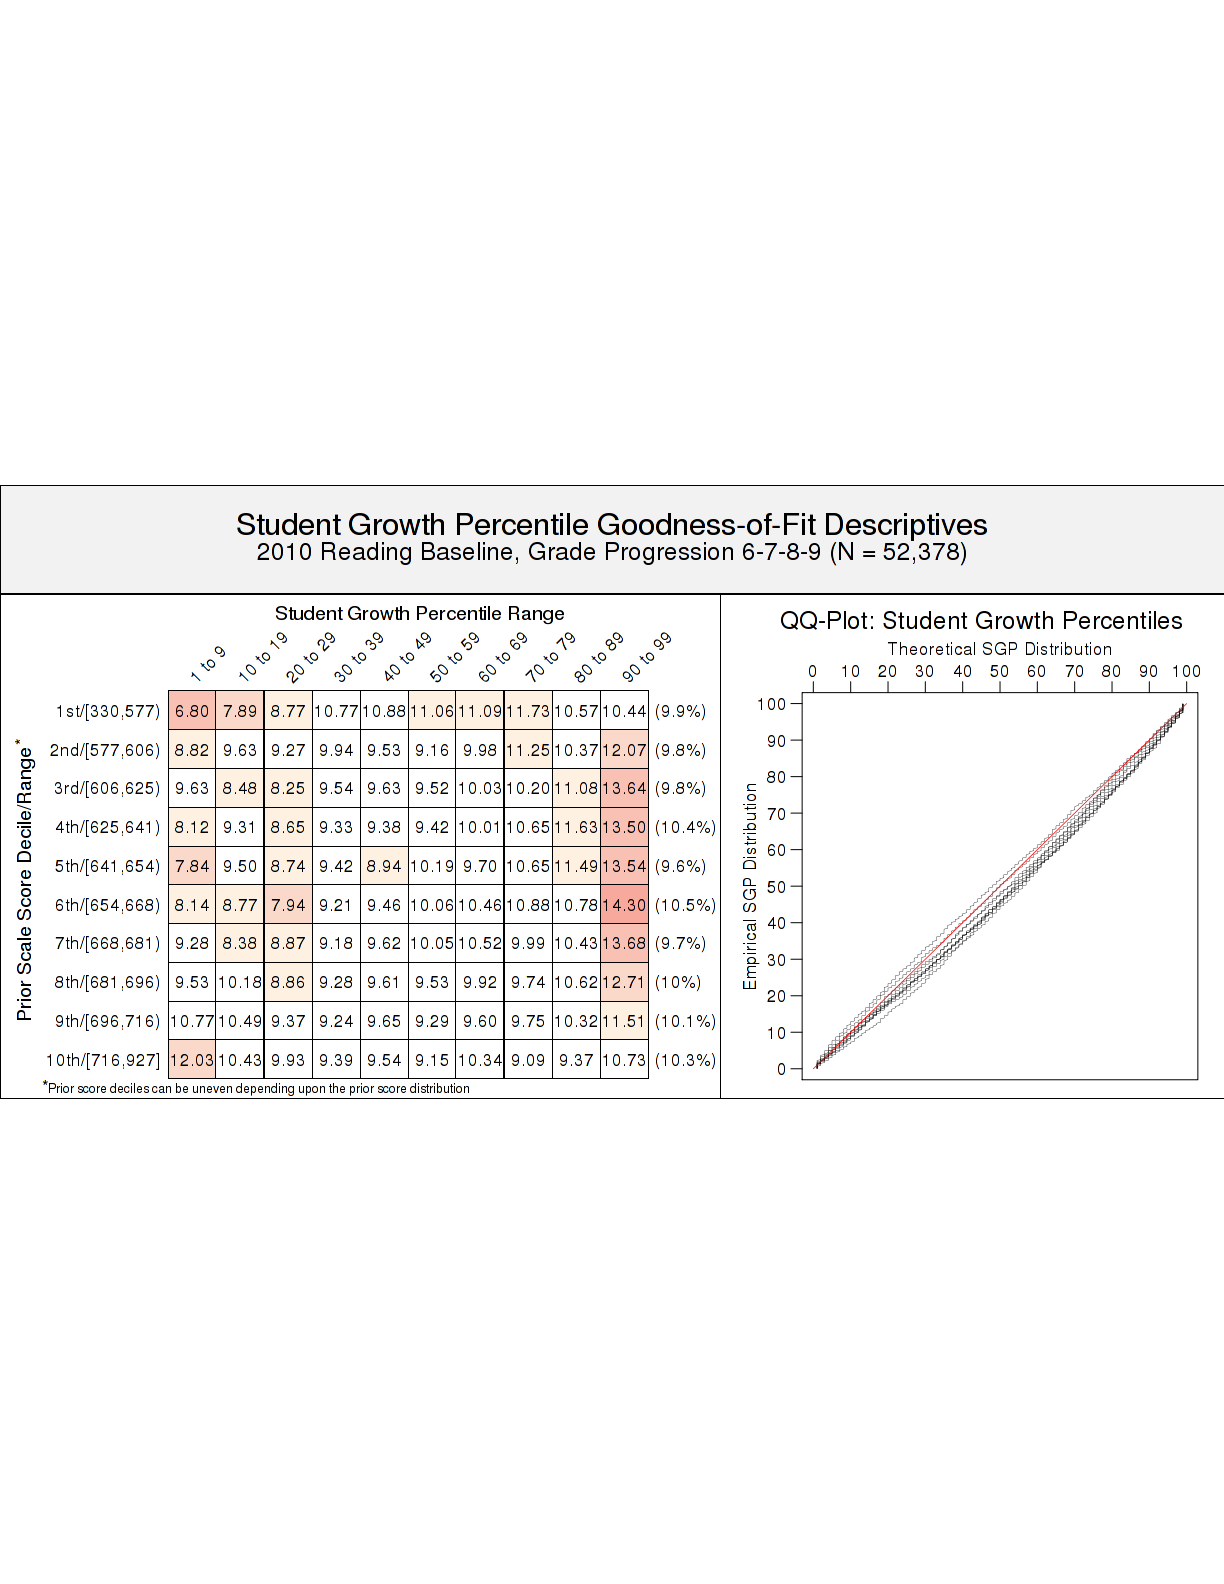 Student Growth Percentile Goodness-of-Fit Descriptives
2010 Reading Baseline, Grade Progression 6-7-8-9 (N = 52,378)
Student Growth Percentile Range
1 to 9 10 to 19 20 to 29 30 to 39 40 to 49 50 to 59 60 to 69 70 to 79 80 to 89 90 to 99
Prior Scale Score Decile/Range*
1st/[330,577) 6.80 7.89 8.77 10.77 10.88 11.06 11.09 11.73 10.57 10.44 (9.9%)
2nd/[577,606) 8.82 9.63 9.27 9.94 9.53 9.16 9.98 11.25 10.37 12.07 (9.8%)
3rd/[606,625) 9.63 8.48 8.25 9.54 9.63 9.52 10.03 10.20 11.08 13.64 (9.8%)
4th/[625,641) 8.12 9.31 8.65 9.33 9.38 9.42 10.01 10.65 11.63 13.50 (10.4%)
5th/[641,654) 7.84 9.50 8.74 9.42 8.94 10.19 9.70 10.65 11.49 13.54 (9.6%)
6th/[654,668) 8.14 8.77 7.94 9.21 9.46 10.06 10.46 10.88 10.78 14.30 (10.5%)
7th/[668,681) 9.28 8.38 8.87 9.18 9.62 10.05 10.52 9.99 10.43 13.68 (9.7%)
8th/[681,696) 9.53 10.18 8.86 9.28 9.61 9.53 9.92 9.74 10.62 12.71 (10%)
9th/[696,716) 10.77 10.49 9.37 9.24 9.65 9.29 9.60 9.75 10.32 11.51 (10.1%)
10th/[716,927] 12.03 10.43 9.93 9.39 9.54 9.15 10.34 9.09 9.37 10.73 (10.3%)
*Prior score deciles can be uneven depending upon the prior score distribution
QQ-Plot: Student Growth Percentiles
Theoretical SGP Distribution
0 10 20 30 40 50 60 70 80 90 100
Empirical SGP Distribution
100
90
80
70
60
50
40
30
20
10
0